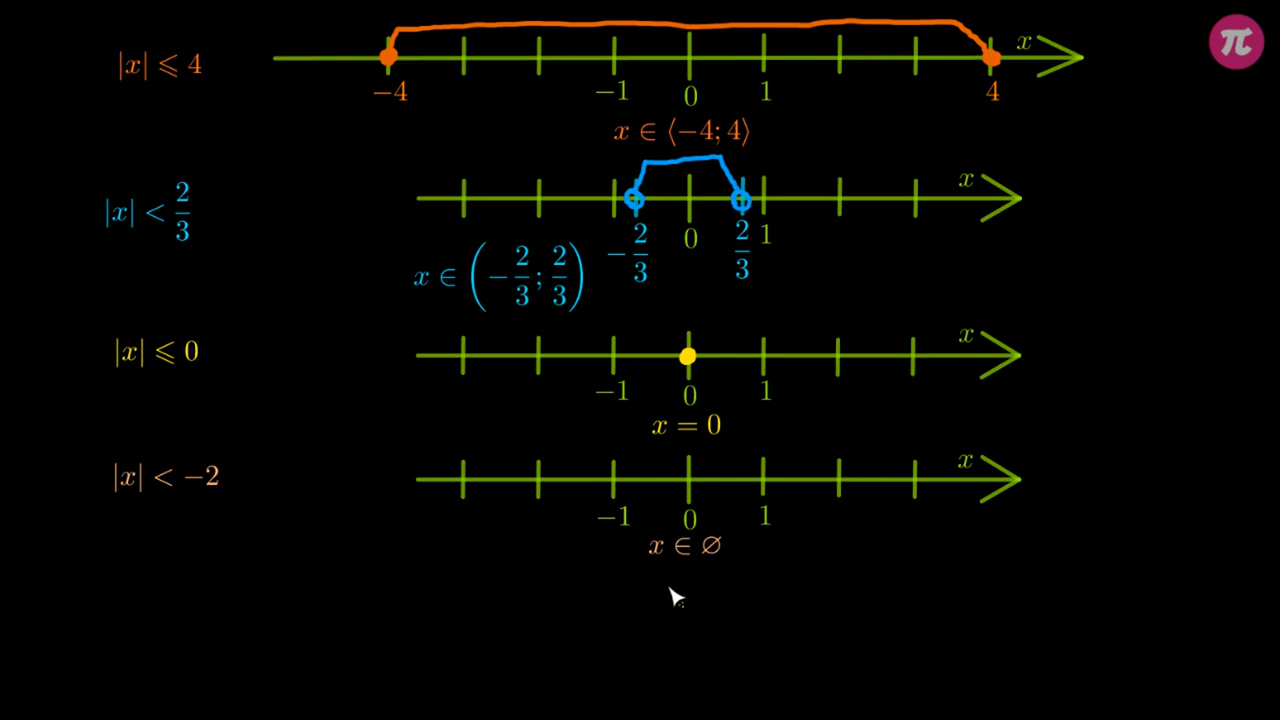 π
|x| ⩽ 4
x
−4 −1 0 1 4
x ∈ ⟨−4; 4⟩
|x| < 2/3
x
−2/3 0 2/3 1
x ∈ (−2/3; 2/3)
|x| ⩽ 0
x
−1 0 1
x = 0
|x| < −2
x
−1 0 1
x ∈ ∅